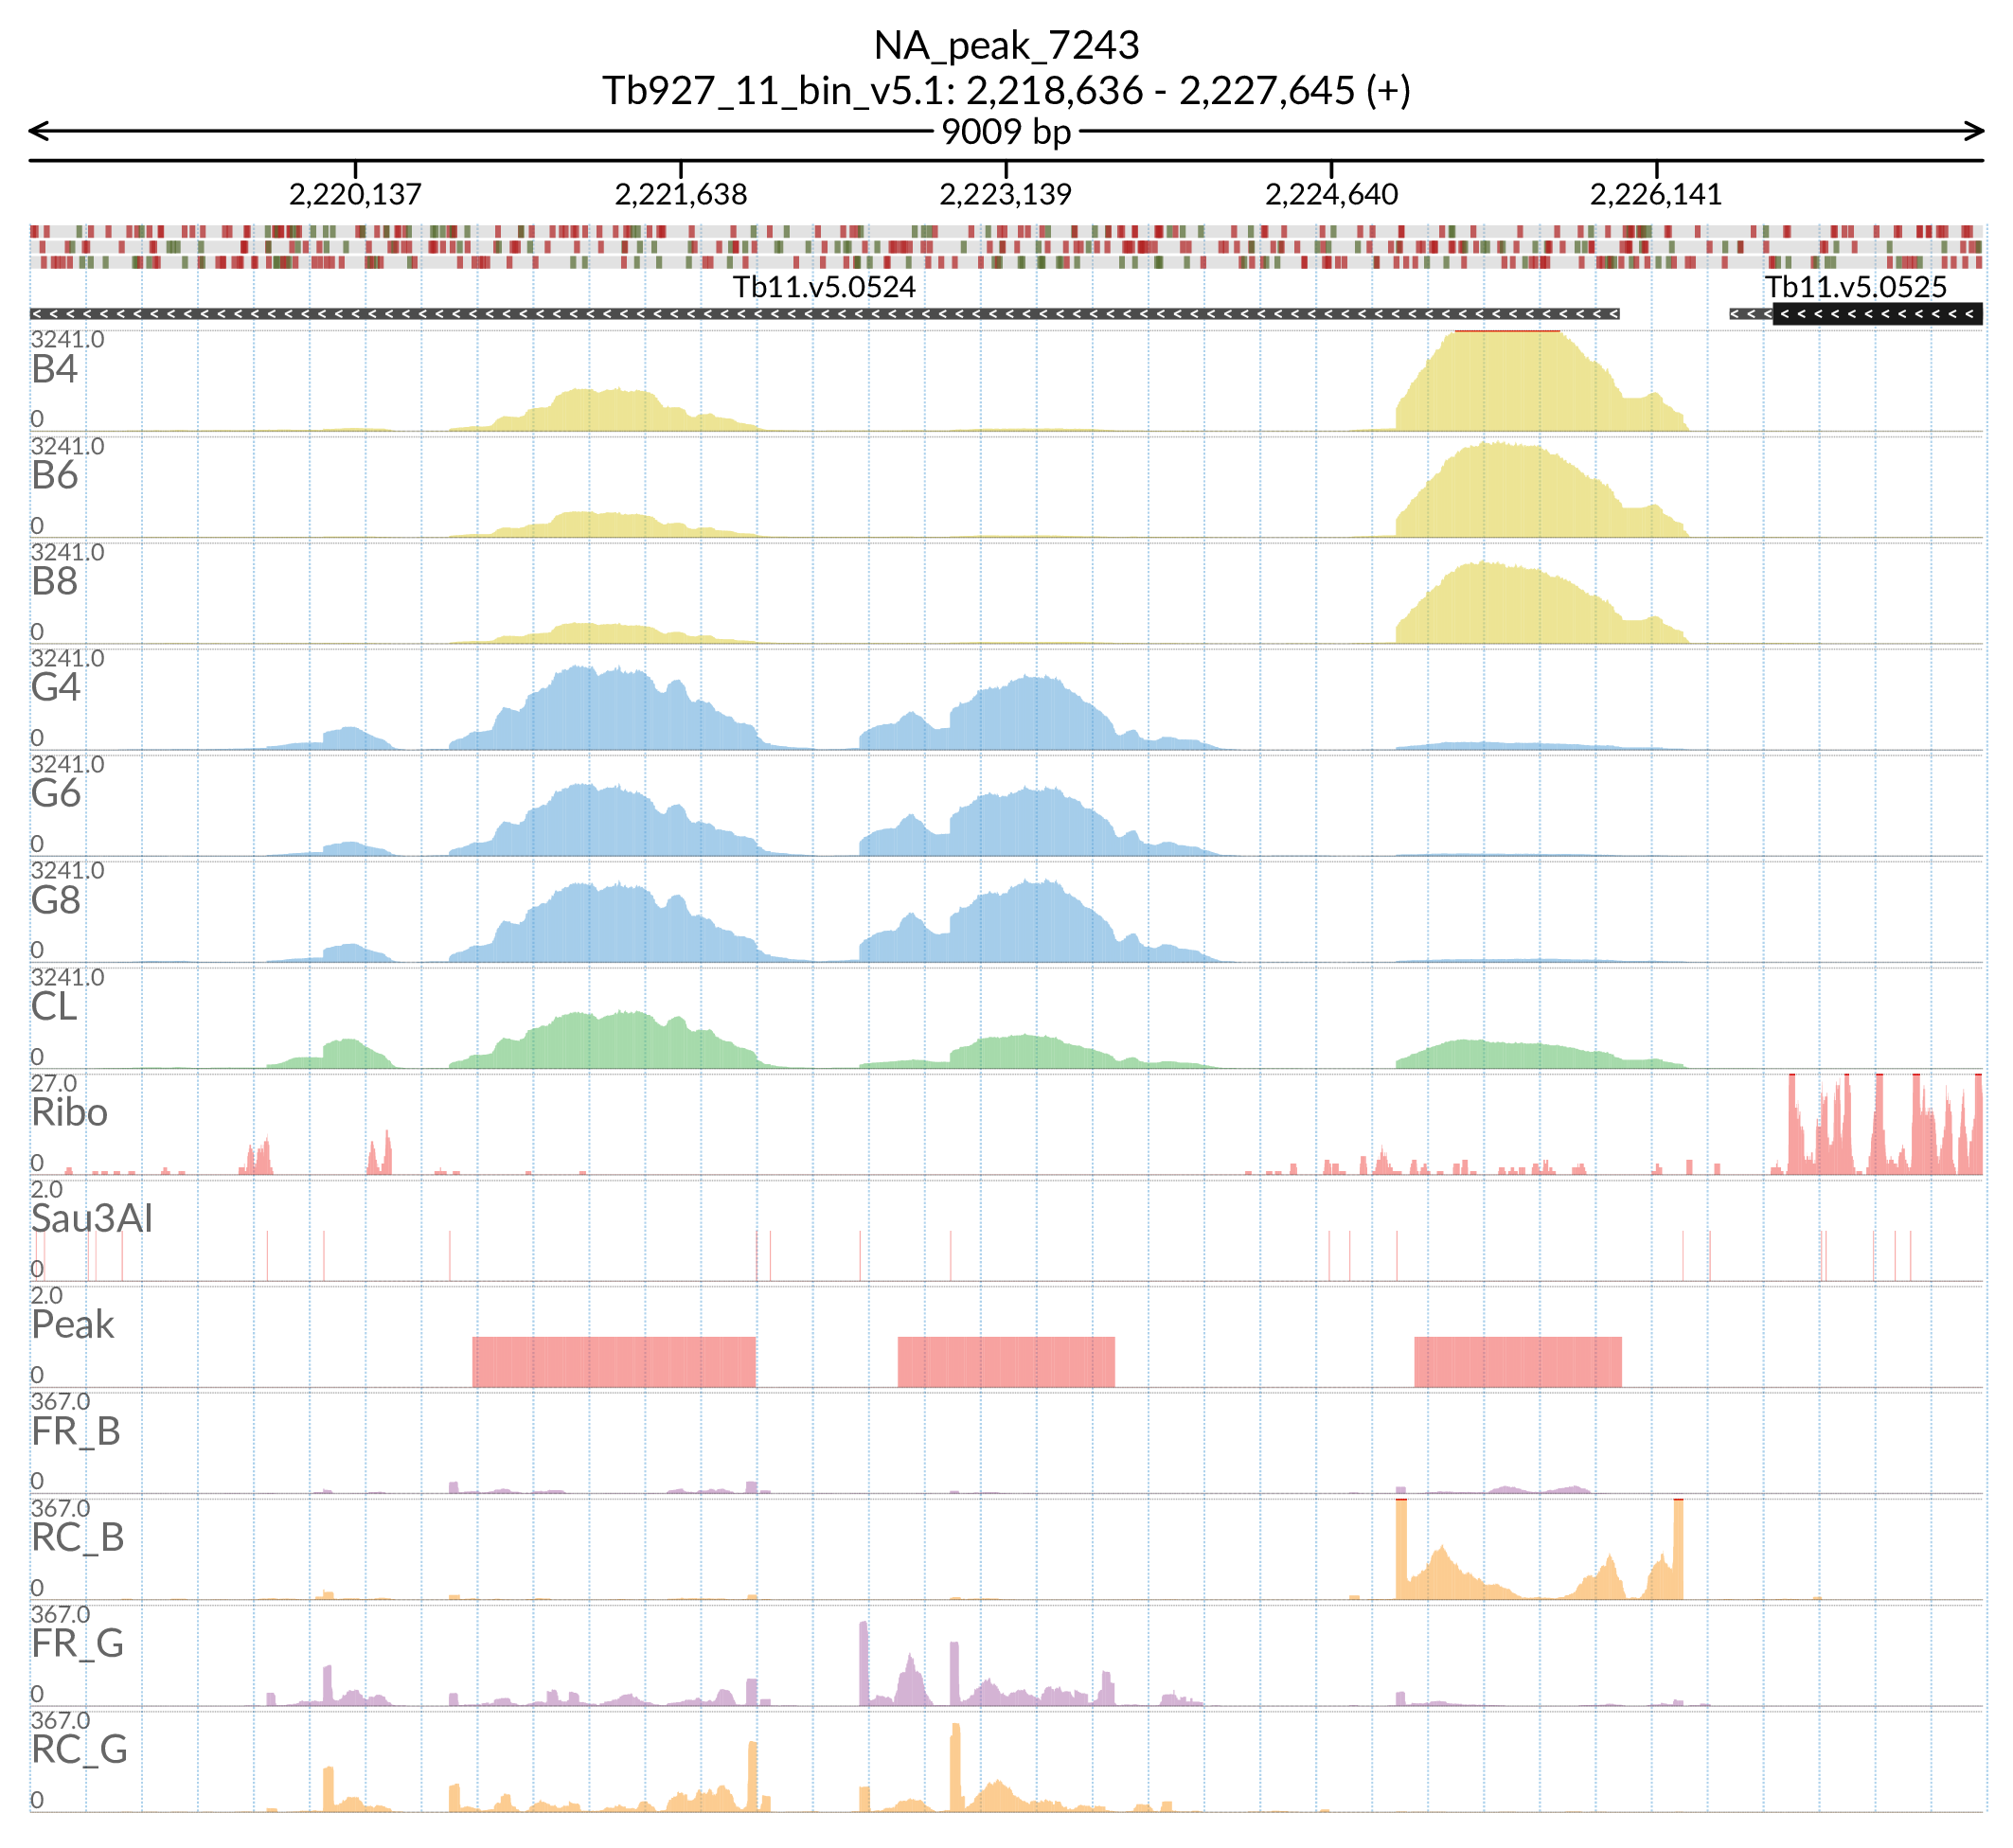 NA_peak_7243
Tb927_11_bin_v5.1: 2,218,636 - 2,227,645 (+)
9009 bp
2,220,137 2,221,638 2,223,139 2,224,640 2,226,141
Tb11.v5.0524 Tb11.v5.0525
3241.0
B4
0
3241.0
B6
0
3241.0
B8
0
3241.0
G4
0
3241.0
G6
0
3241.0
G8
0
3241.0
CL
0
27.0
Ribo
0
2.0
Sau3AI
0
2.0
Peak
0
367.0
FR_B
0
367.0
RC_B
0
367.0
FR_G
0
367.0
RC_G
0